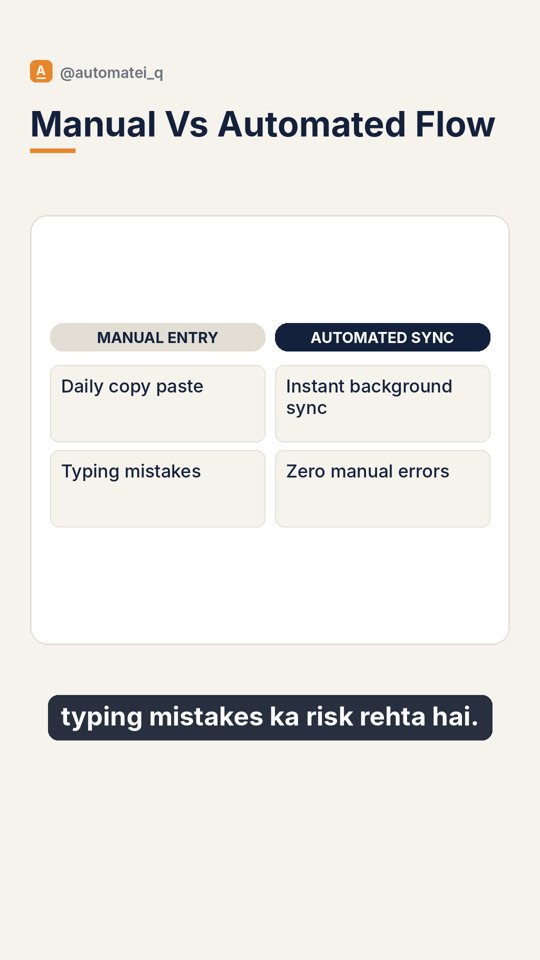 A
@automatei_q
Manual Vs Automated Flow
MANUAL ENTRY
AUTOMATED SYNC
Daily copy paste
Instant background
sync
Typing mistakes
Zero manual errors
typing mistakes ka risk rehta hai.